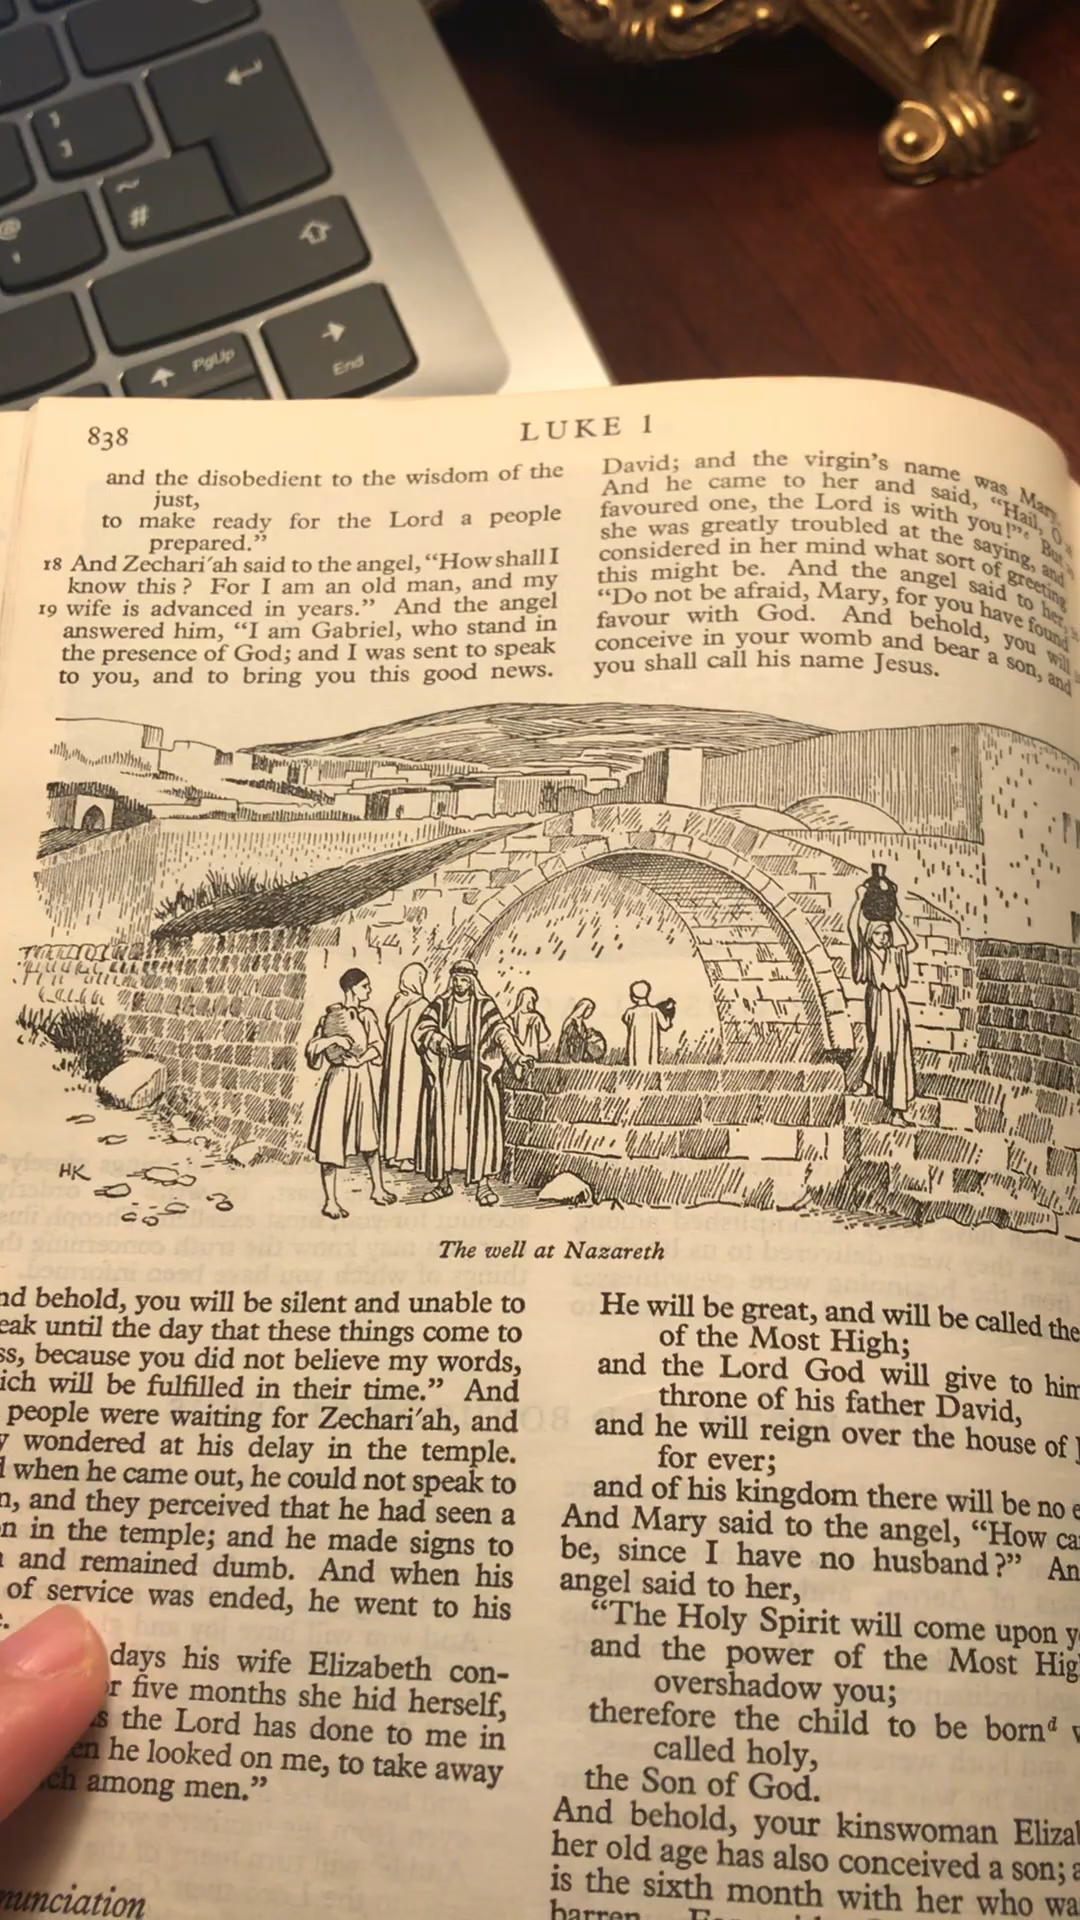 PgUp
End
838
LUKE 1
and the disobedient to the wisdom of the
just,
to make ready for the Lord a people
prepared.”
18 And Zechari′ah said to the angel, “How shall I
know this? For I am an old man, and my
19 wife is advanced in years.” And the angel
answered him, “I am Gabriel, who stand in
the presence of God; and I was sent to speak
to you, and to bring you this good news.
David; and the virgin’s name was Mary.
And he came to her and said, “Hail, O
favoured one, the Lord is with you!” But
she was greatly troubled at the saying, and
considered in her mind what sort of greeting
this might be. And the angel said to her,
“Do not be afraid, Mary, for you have found
favour with God. And behold, you will
conceive in your womb and bear a son, and
you shall call his name Jesus.
HK
The well at Nazareth
nd behold, you will be silent and unable to
eak until the day that these things come to
ss, because you did not believe my words,
ich will be fulfilled in their time.” And
people were waiting for Zechari′ah, and
y wondered at his delay in the temple.
when he came out, he could not speak to
n, and they perceived that he had seen a
n in the temple; and he made signs to
and remained dumb. And when his
of service was ended, he went to his
days his wife Elizabeth con-
r five months she hid herself,
s the Lord has done to me in
en he looked on me, to take away
ch among men.”
nunciation
He will be great, and will be called the
of the Most High;
and the Lord God will give to him
throne of his father David,
and he will reign over the house of J
for ever;
and of his kingdom there will be no e
And Mary said to the angel, “How ca
be, since I have no husband?” An
angel said to her,
“The Holy Spirit will come upon y
and the power of the Most Hig
overshadow you;
therefore the child to be bornᵈ w
called holy,
the Son of God.
And behold, your kinswoman Eliza
her old age has also conceived a son; a
is the sixth month with her who wa
barren. For